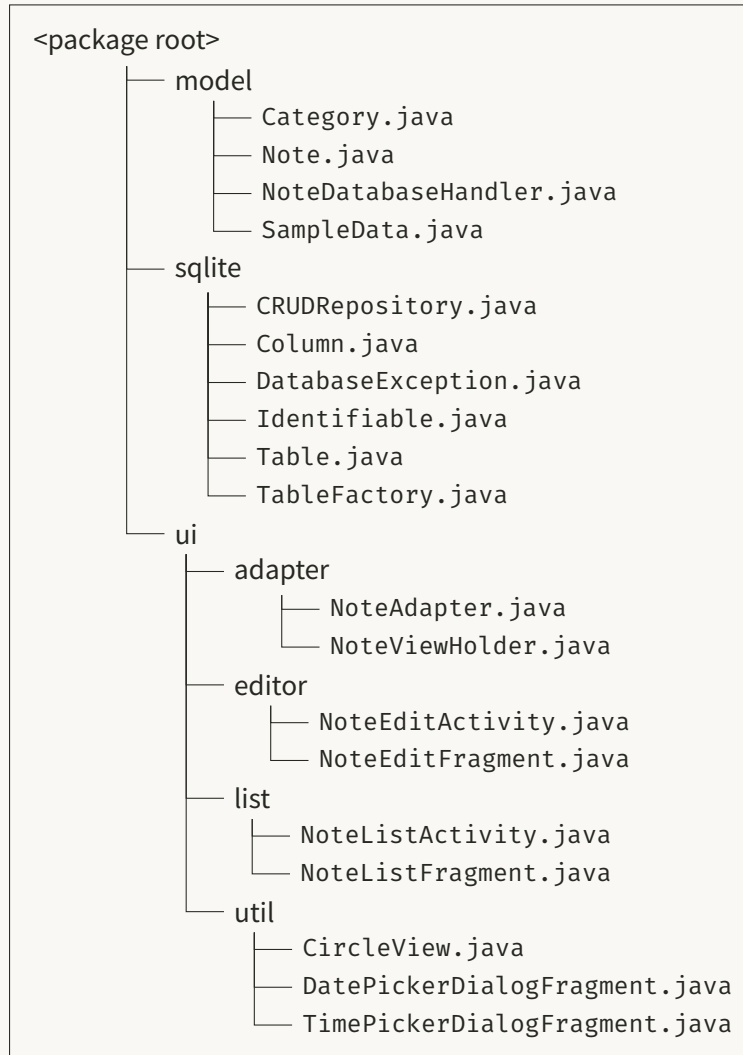 <package root>
model
Category.java
Note.java
NoteDatabaseHandler.java
SampleData.java
sqlite
CRUDRepository.java
Column.java
DatabaseException.java
Identifiable.java
Table.java
TableFactory.java
ui
adapter
NoteAdapter.java
NoteViewHolder.java
editor
NoteEditActivity.java
NoteEditFragment.java
list
NoteListActivity.java
NoteListFragment.java
util
CircleView.java
DatePickerDialogFragment.java
TimePickerDialogFragment.java